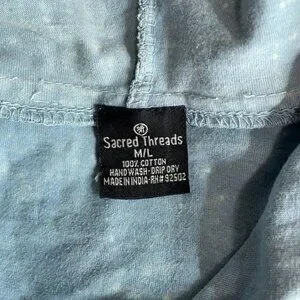 Sacred Threads
M/L
100% COTTON
HAND WASH-DRIP DRY
MADE IN INDIA-RN# 92502